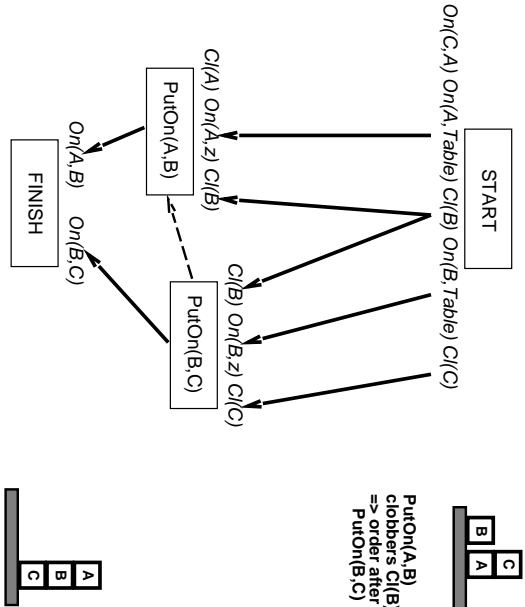 START
On(C,A) On(A,Table) Cl(B) On(B,Table) Cl(C)
Cl(A) On(A,z) Cl(B)
PutOn(A,B)
Cl(B) On(B,z) Cl(C)
PutOn(B,C)
On(A,B) On(B,C)
FINISH
B
A
C
PutOn(A,B)
clobbers Cl(B)
=> order after
PutOn(B,C)
A
B
C